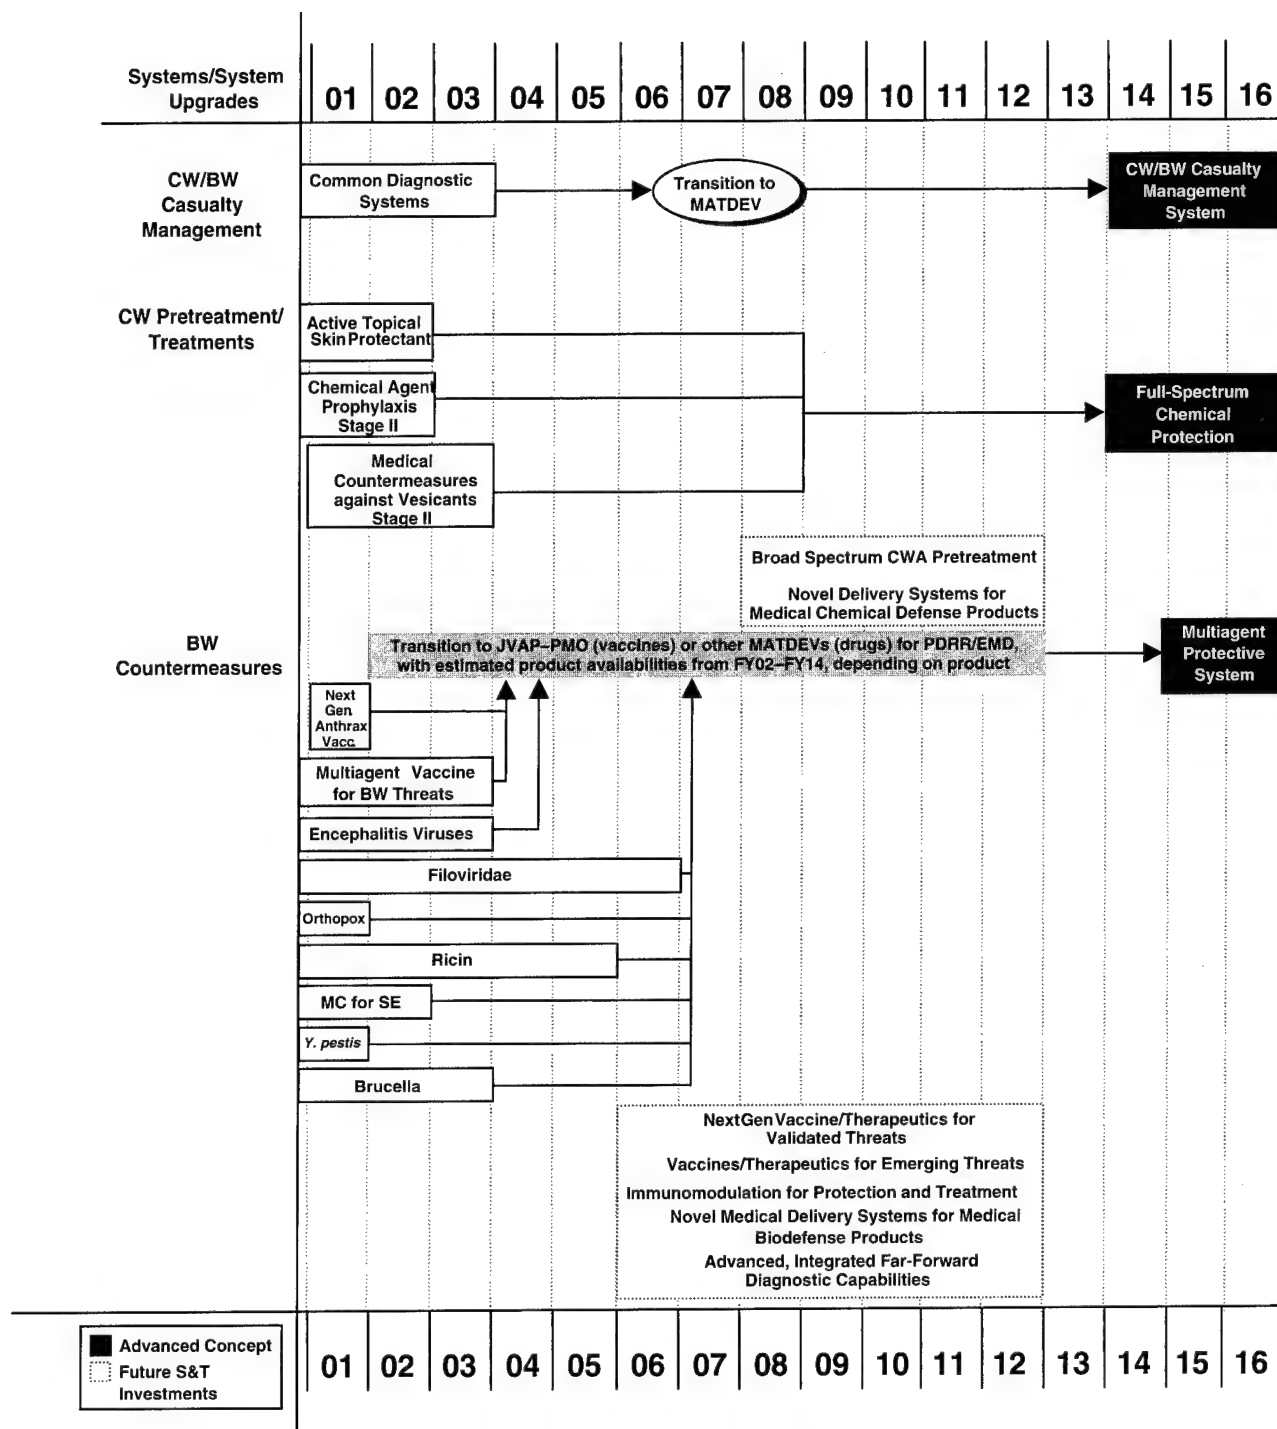 Systems/System
Upgrades
01 02 03 04 05 06 07 08 09 10 11 12 13 14 15 16
CW/BW
Casualty
Management
Common Diagnostic
Systems
Transition to
MATDEV
CW/BW Casualty
Management
System
CW Pretreatment/
Treatments
Active Topical
Skin Protectant
Chemical Agent
Prophylaxis
Stage II
Medical
Countermeasures
against Vesicants
Stage II
Full-Spectrum
Chemical
Protection
Broad Spectrum CWA Pretreatment
Novel Delivery Systems for
Medical Chemical Defense Products
BW
Countermeasures
Transition to JVAP–PMO (vaccines) or other MATDEVs (drugs) for PDRR/EMD,
with estimated product availabilities from FY02–FY14, depending on product
Multiagent
Protective
System
Next
Gen
Anthrax
Vacc.
Multiagent Vaccine
for BW Threats
Encephalitis Viruses
Filoviridae
Orthopox
Ricin
MC for SE
Y. pestis
Brucella
NextGen Vaccine/Therapeutics for
Validated Threats
Vaccines/Therapeutics for Emerging Threats
Immunomodulation for Protection and Treatment
Novel Medical Delivery Systems for Medical
Biodefense Products
Advanced, Integrated Far-Forward
Diagnostic Capabilities
Advanced Concept
Future S&T
Investments
01 02 03 04 05 06 07 08 09 10 11 12 13 14 15 16